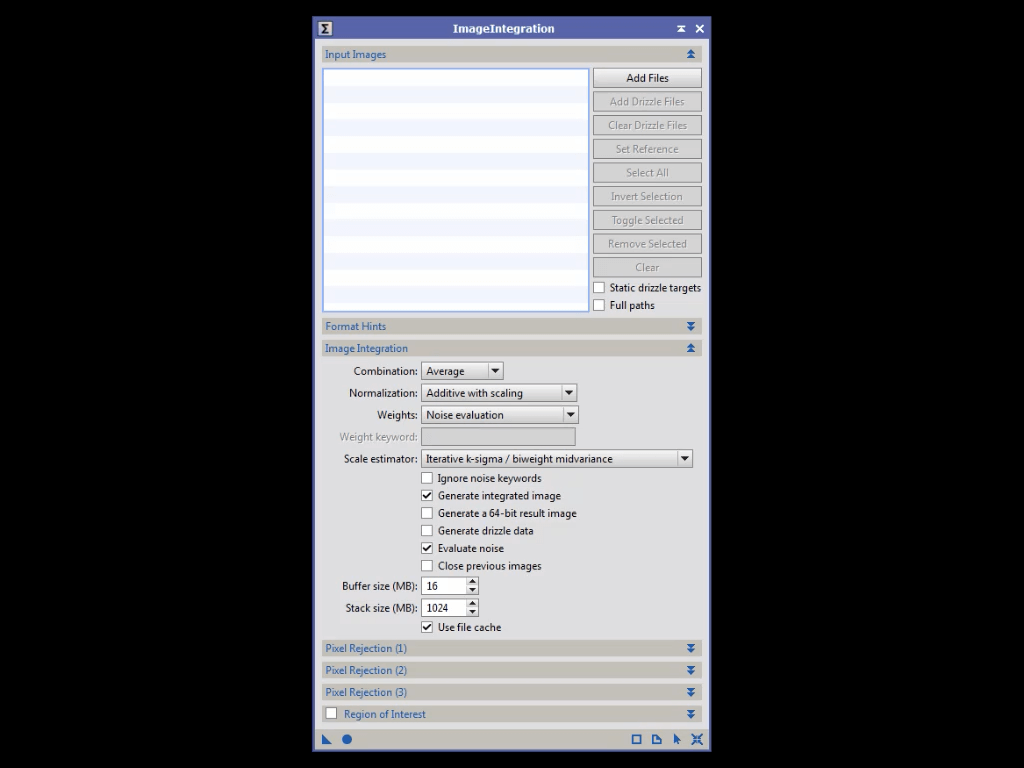 Σ ImageIntegration
Input Images
Add Files
Add Drizzle Files
Clear Drizzle Files
Set Reference
Select All
Invert Selection
Toggle Selected
Remove Selected
Clear
Static drizzle targets
Full paths
Format Hints
Image Integration
Combination: Average
Normalization: Additive with scaling
Weights: Noise evaluation
Weight keyword:
Scale estimator: Iterative k-sigma / biweight midvariance
Ignore noise keywords
Generate integrated image
Generate a 64-bit result image
Generate drizzle data
Evaluate noise
Close previous images
Buffer size (MB): 16
Stack size (MB): 1024
Use file cache
Pixel Rejection (1)
Pixel Rejection (2)
Pixel Rejection (3)
Region of Interest